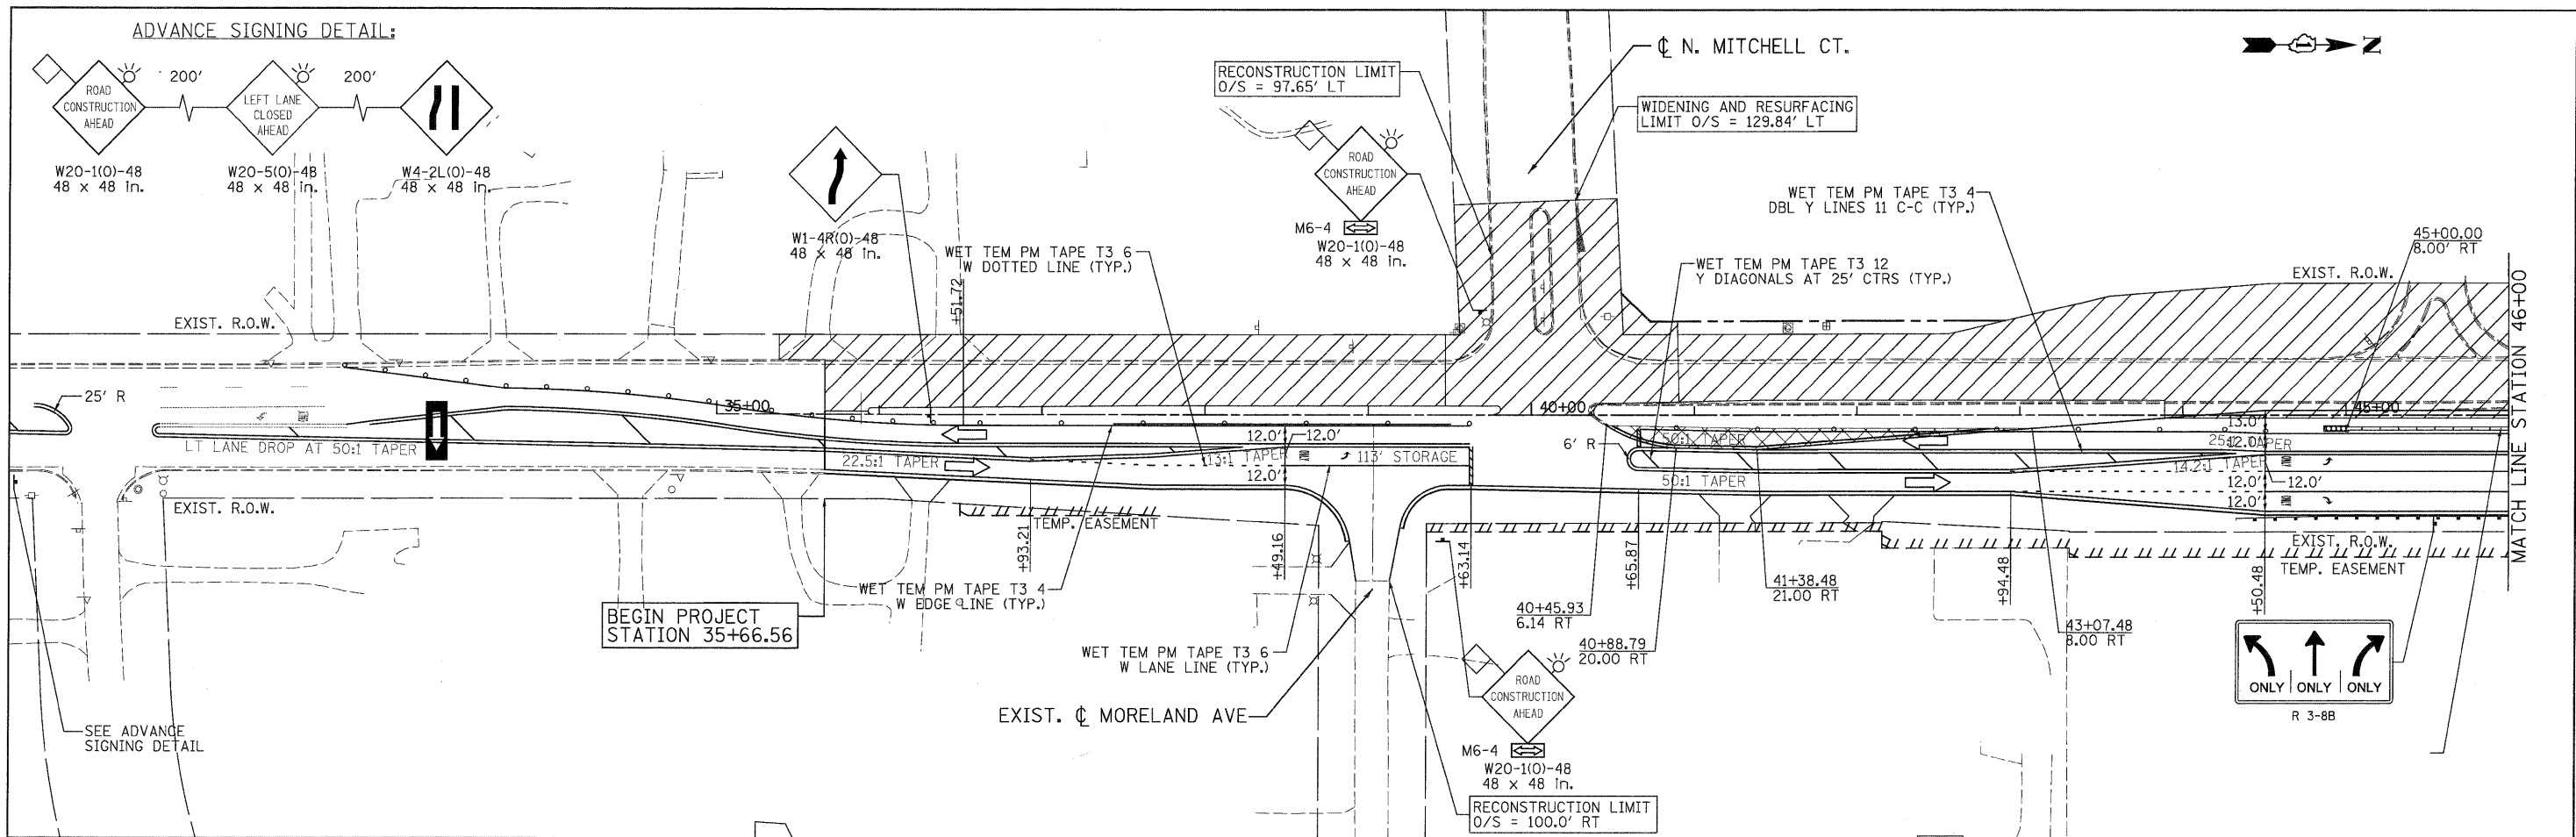 ADVANCE SIGNING DETAIL:
200'
200'
ROAD
CONSTRUCTION
AHEAD
LEFT LANE
CLOSED
AHEAD
W20-1(O)-48
48 x 48 in.
W20-5(O)-48
48 x 48 in.
W4-2L(O)-48
48 x 48 in.
W1-4R(O)-48
48 x 48 in.
RECONSTRUCTION LIMIT
O/S = 97.65' LT
℄ N. MITCHELL CT.
N
WIDENING AND RESURFACING
LIMIT O/S = 129.84' LT
ROAD
CONSTRUCTION
AHEAD
M6-4
W20-1(O)-48
48 x 48 in.
WET TEM PM TAPE T3 4
DBL Y LINES 11 C-C (TYP.)
WET TEM PM TAPE T3 6
W DOTTED LINE (TYP.)
WET TEM PM TAPE T3 12
Y DIAGONALS AT 25' CTRS (TYP.)
45+00.00
8.00' RT
EXIST. R.O.W.
EXIST. R.O.W.
+51.72
MATCH LINE STATION 46+00
25' R
35+00
40+00
45+00
LT LANE DROP AT 50:1 TAPER
22.5:1 TAPER
12.0'
12.0'
13:1 TAPER
113' STORAGE
12.0'
6' R
50:1 TAPER
50:1 TAPER
13.0'
12.0'
25:1 TAPER
14.2:1 TAPER
12.0'
12.0'
12.0'
EXIST. R.O.W.
TEMP. EASEMENT
EXIST. R.O.W.
TEMP. EASEMENT
+93.21
+49.16
+63.14
+65.87
+94.48
+50.48
WET TEM PM TAPE T3 4
W EDGE LINE (TYP.)
BEGIN PROJECT
STATION 35+66.56
WET TEM PM TAPE T3 6
W LANE LINE (TYP.)
40+45.93
6.14 RT
40+88.79
20.00 RT
41+38.48
21.00 RT
43+07.48
8.00 RT
ONLY ONLY ONLY
R 3-8B
EXIST. ℄ MORELAND AVE
SEE ADVANCE
SIGNING DETAIL
ROAD
CONSTRUCTION
AHEAD
M6-4
W20-1(O)-48
48 x 48 in.
RECONSTRUCTION LIMIT
O/S = 100.0' RT